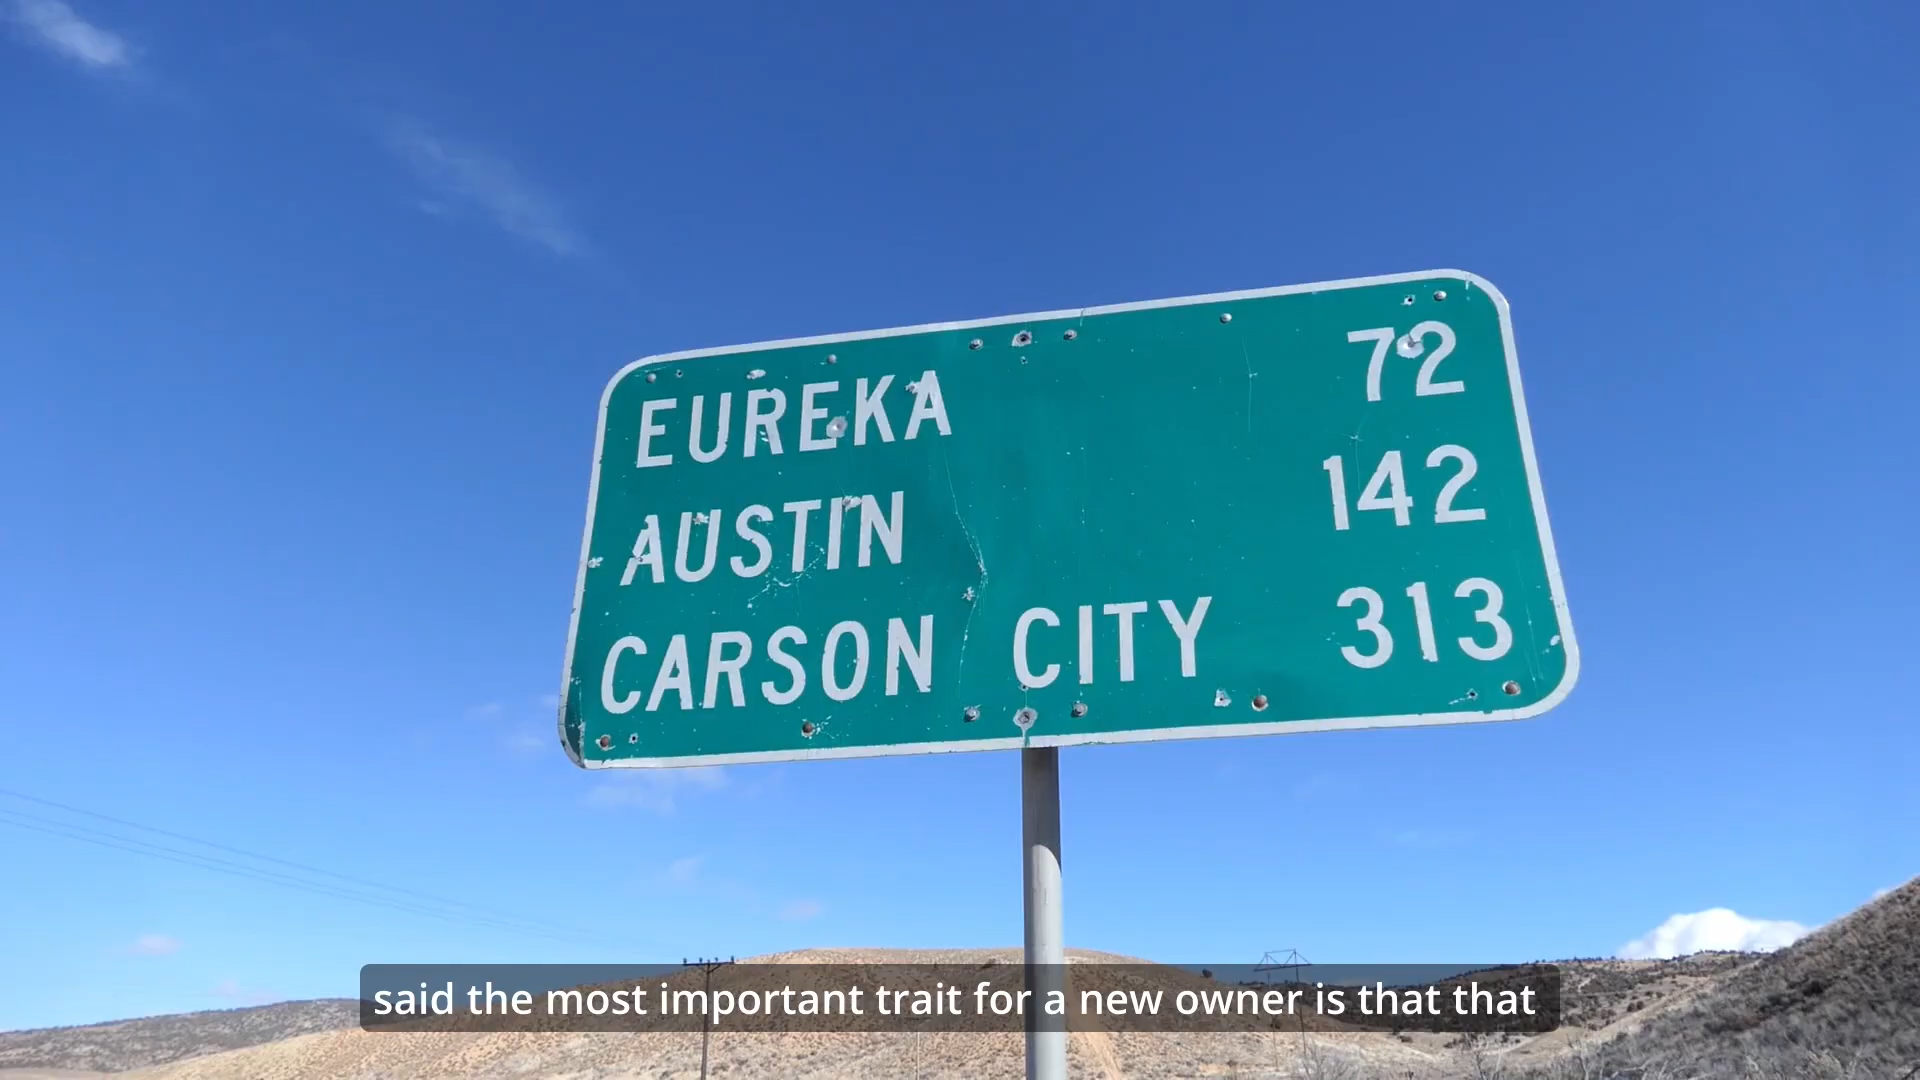 EUREKA 72
AUSTIN 142
CARSON CITY 313
said the most important trait for a new owner is that that